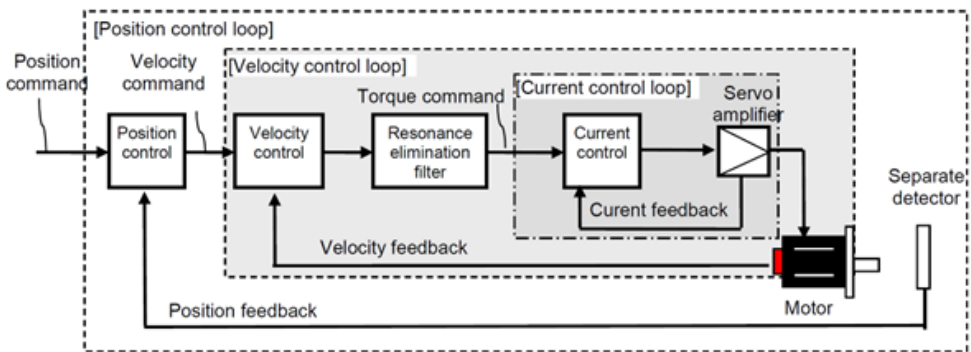 [Position control loop]
Position
command
Velocity
command
[Velocity control loop]
Torque command
[Current control loop]
Servo
amplifier
Position
control
Velocity
control
Resonance
elimination
filter
Current
control
Curent feedback
Separate
detector
Velocity feedback
Motor
Position feedback